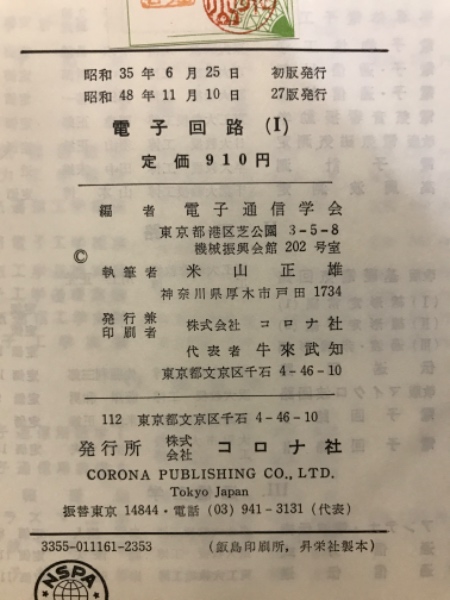 昭和 35 年 6 月 25 日　初版発行
昭和 48 年 11 月 10 日　27版発行
電 子 回 路 (I)
定 価 910 円
編　者　電 子 通 信 学 会
東京都港区芝公園 3-5-8
機械振興会館 202 号室
©
執筆者　米 山 正 雄
神奈川県厚木市戸田 1734
発 行 兼
印 刷 者　株式会社　コ ロ ナ 社
代 表 者　牛 來 武 知
東京都文京区千石 4-46-10
112　東京都文京区千石 4-46-10
発 行 所　株式会社　コ ロ ナ 社
CORONA PUBLISHING CO., LTD.
Tokyo Japan
振替東京 14844・電話 (03) 941-3131 (代表)
3355-011161-2353　(飯島印刷所，昇栄社製本)
NSPA